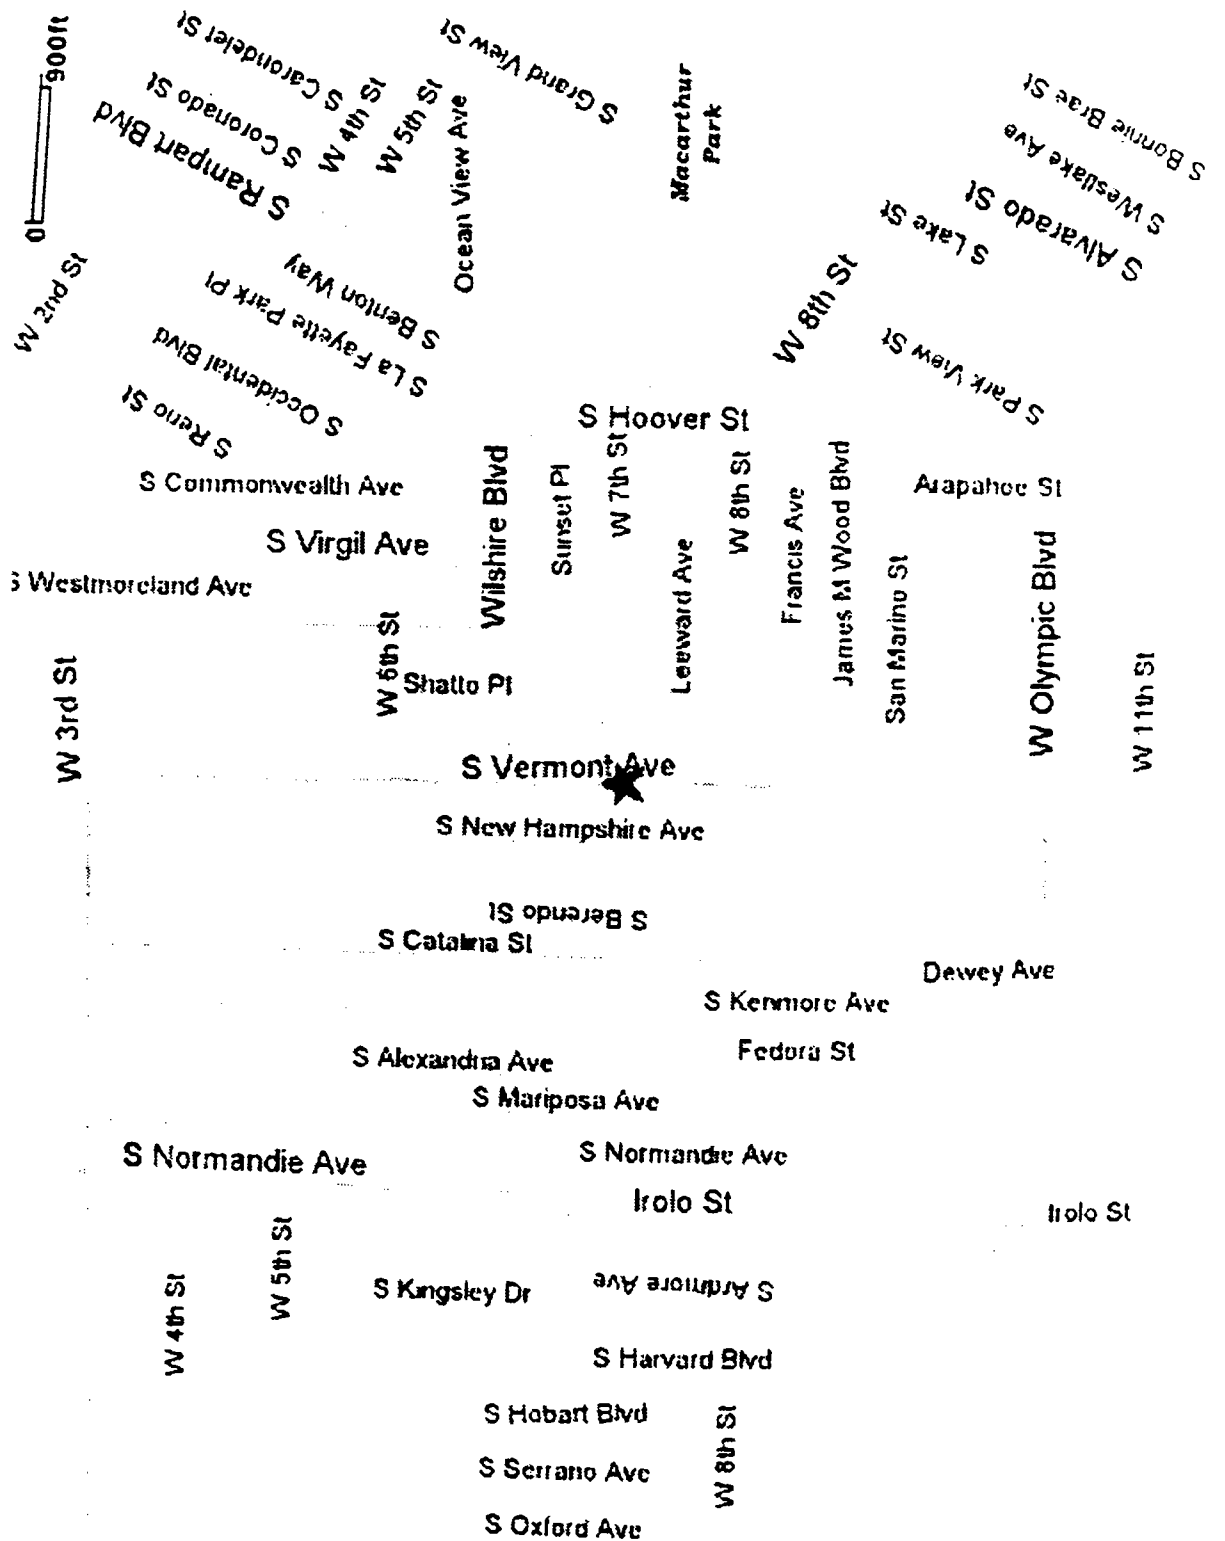 900ft
0
S Carondelet St
S Coronado St
S Rampart Blvd
W 4th St
W 5th St
Ocean View Ave
S Grand View St
Macarthur
Park
S Bonnie Brae St
S Westlake Ave
S Alvarado St
S Lake St
W 2nd St
S Benton Way
S La Fayette Park Pl
S Occidental Blvd
S Reno St
W 8th St
S Park View St
S Hoover St
S Commonwealth Ave
Wilshire Blvd
Sunset Pl
W 7th St
W 8th St
Francis Ave
James M Wood Blvd
Arapahoe St
S Virgil Ave
S Westmoreland Ave
W 6th St
Shatto Pl
Leeward Ave
San Marino St
W Olympic Blvd
W 11th St
W 3rd St
S Vermont Ave
S New Hampshire Ave
S Berendo St
S Catalina St
Dewey Ave
S Kenmore Ave
Fedora St
S Alexandria Ave
S Mariposa Ave
S Normandie Ave
S Normandie Ave
Irolo St
Irolo St
W 5th St
W 4th St
S Kingsley Dr
S Ardmore Ave
S Harvard Blvd
S Hobart Blvd
W 8th St
S Serrano Ave
S Oxford Ave